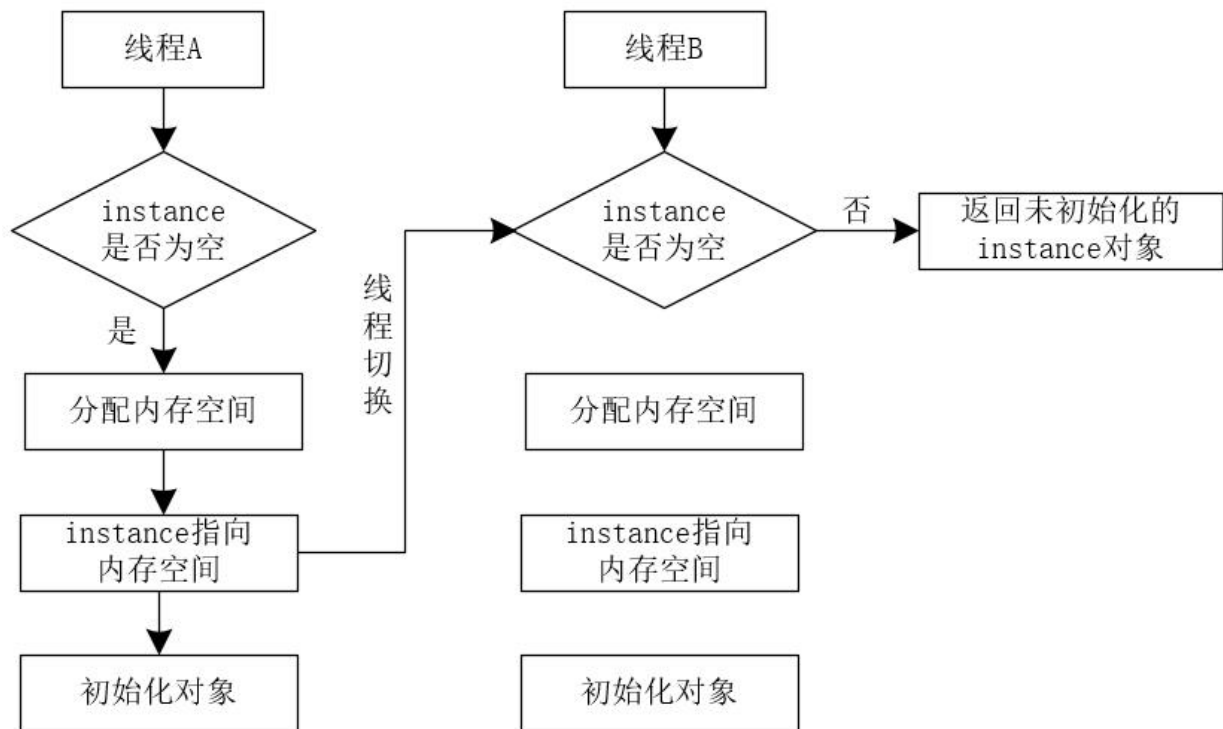 线程A
instance
是否为空
是
分配内存空间
instance指向
内存空间
初始化对象
线程切换
线程B
instance
是否为空
否
返回未初始化的
instance对象
分配内存空间
instance指向
内存空间
初始化对象